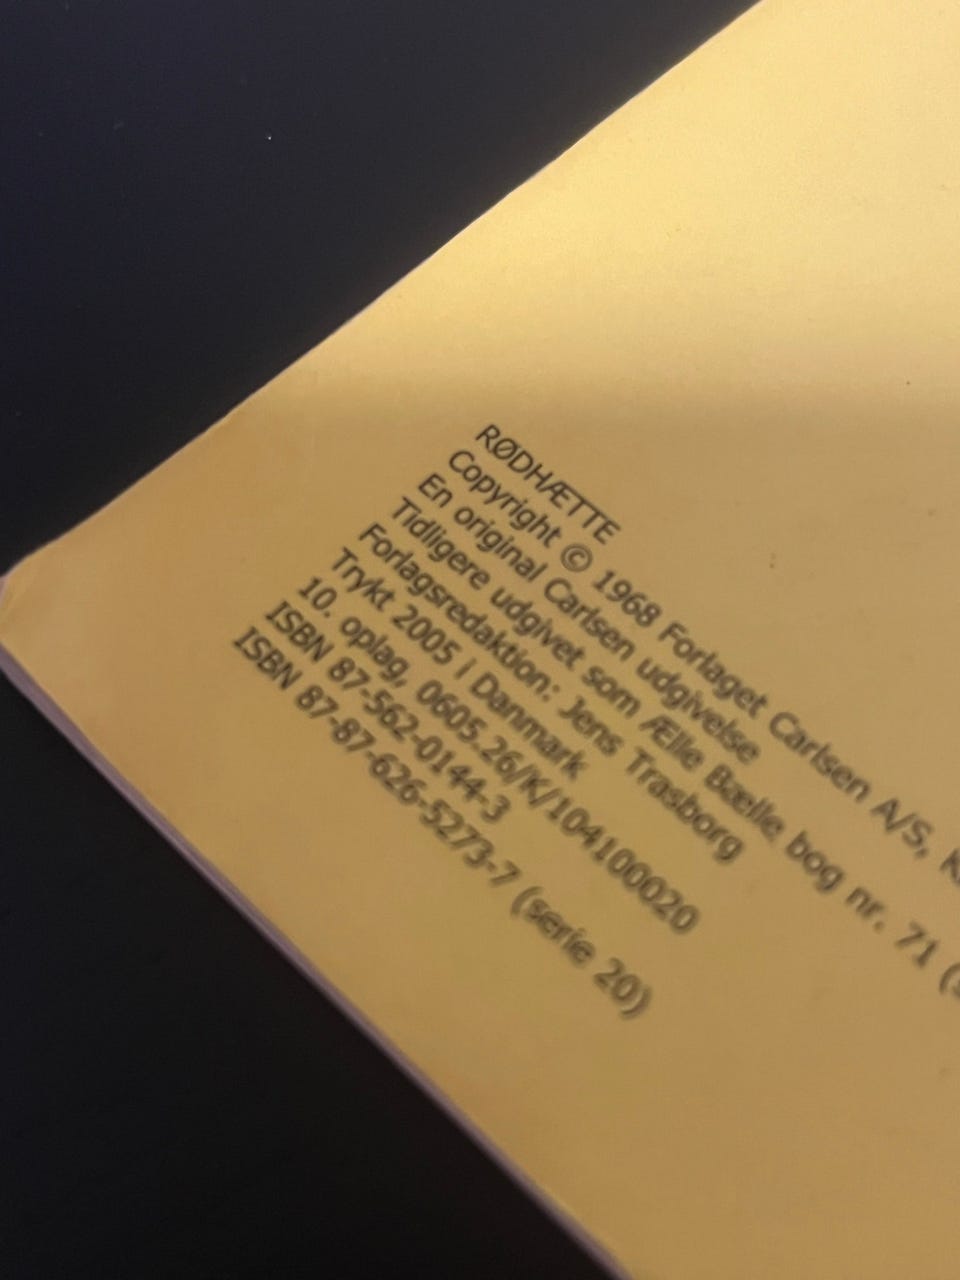 RØDHÆTTE
Copyright © 1968 Forlaget Carlsen A/S,
En original Carlsen udgivelse
Tidligere udgivet som Ælle Bælle bog nr. 71
Forlagsredaktion: Jens Trasborg
Trykt 2005 i Danmark
10. oplag, 0605.26/K/104100020
ISBN 87-562-0144-3
ISBN 87-87-626-5273-7 (serie 20)